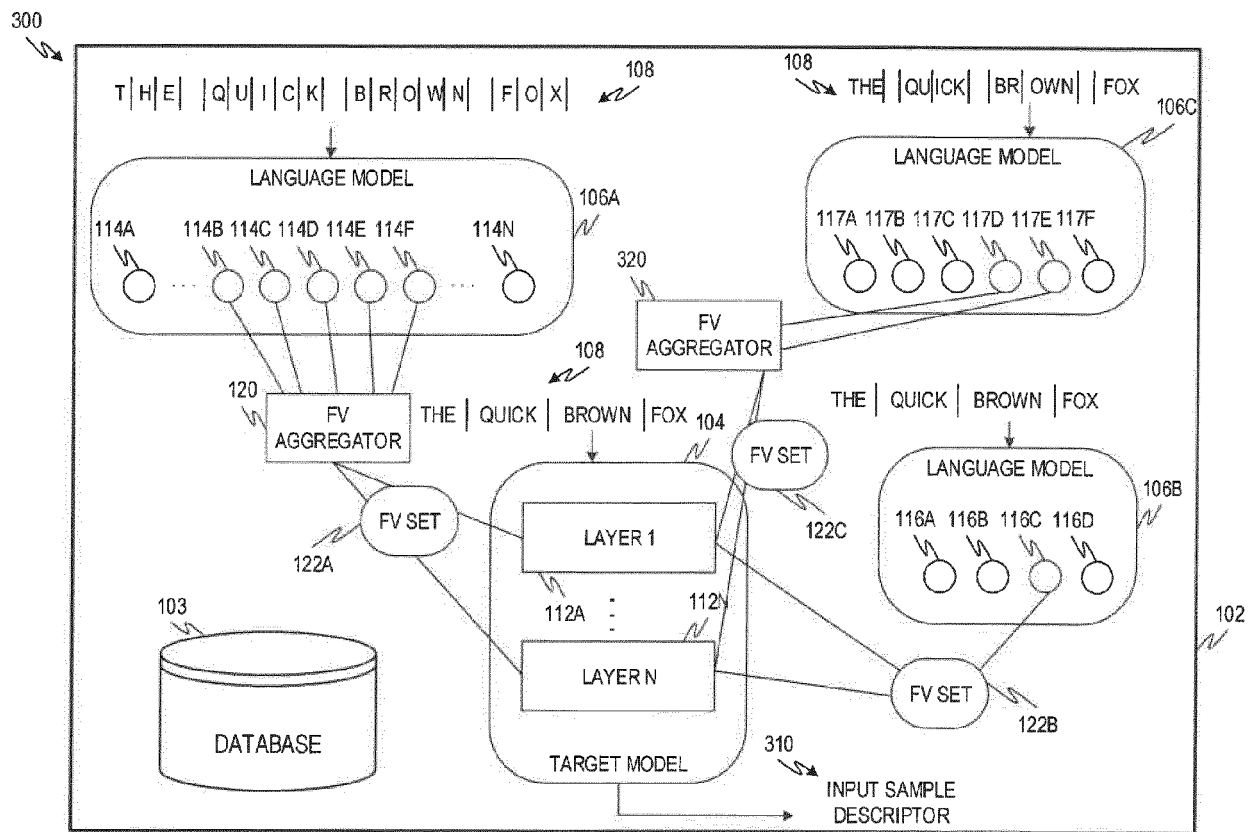 300
T|H|E| |Q|U|I|C|K| |B|R|O|W|N| |F|O|X|
108
108
THE| |QU|ICK| |BR|OWN| |FOX
106C
LANGUAGE MODEL
106A
114A 114B 114C 114D 114E 114F 114N
... ...
LANGUAGE MODEL
117A 117B 117C 117D 117E 117F
320
FV
AGGREGATOR
108
120
FV
AGGREGATOR
THE | QUICK | BROWN | FOX
104
THE | QUICK | BROWN | FOX
FV SET
122A
FV SET
122C
LANGUAGE MODEL
106B
116A 116B 116C 116D
LAYER 1
112A
112N
LAYER N
103
DATABASE
102
FV SET
122B
TARGET MODEL
310
INPUT SAMPLE
DESCRIPTOR